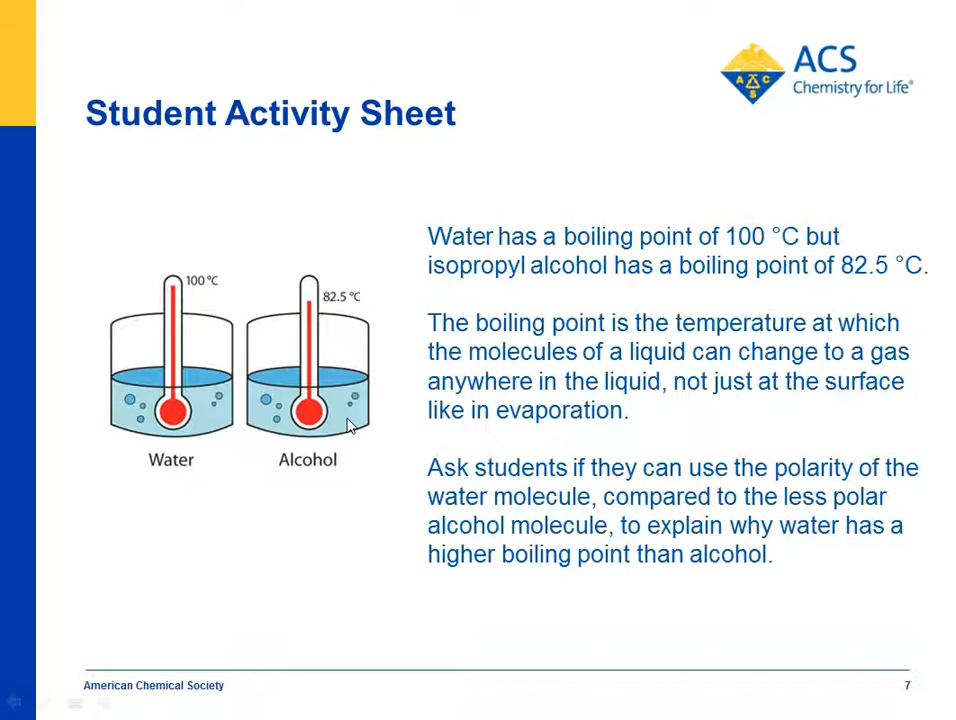 ACS
Chemistry for Life®
A C C
S
Student Activity Sheet
Water has a boiling point of 100 °C but
isopropyl alcohol has a boiling point of 82.5 °C.
100 °C
82.5 °C
The boiling point is the temperature at which
the molecules of a liquid can change to a gas
anywhere in the liquid, not just at the surface
like in evaporation.
Water
Alcohol
Ask students if they can use the polarity of the
water molecule, compared to the less polar
alcohol molecule, to explain why water has a
higher boiling point than alcohol.
American Chemical Society
7